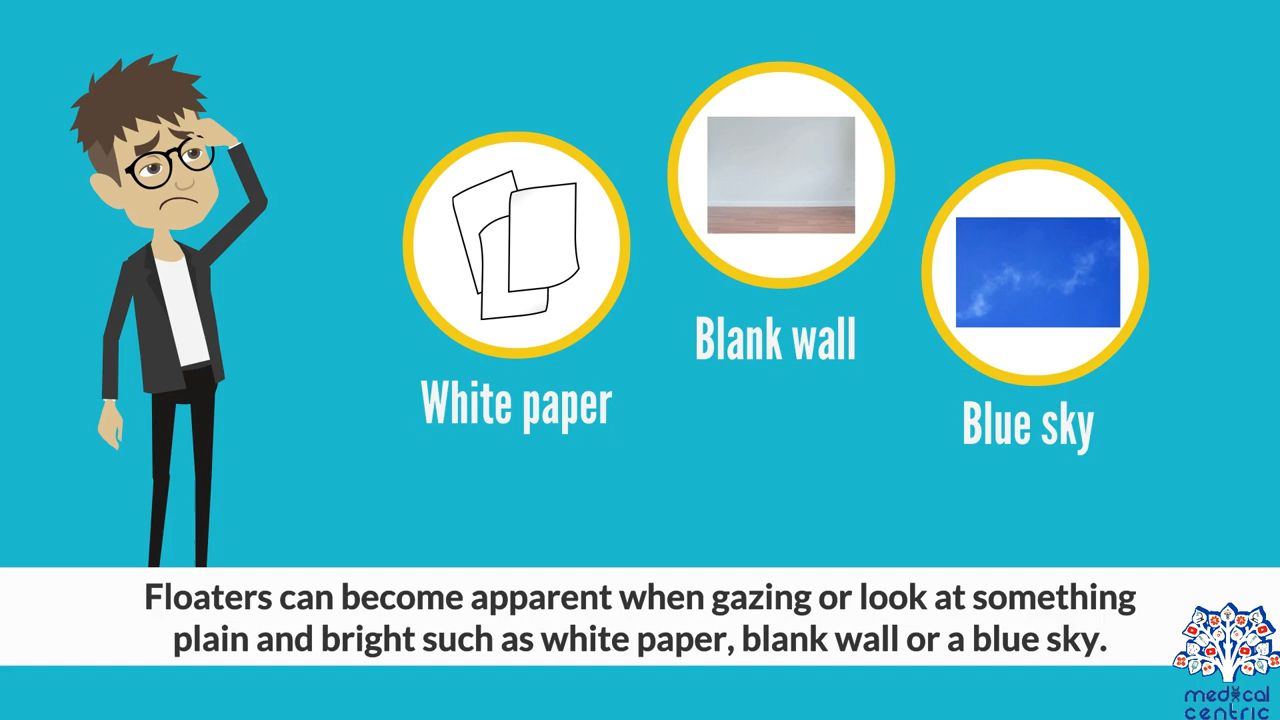 Blank wall
White paper
Blue sky
Floaters can become apparent when gazing or look at something
plain and bright such as white paper, blank wall or a blue sky.
medical
centric